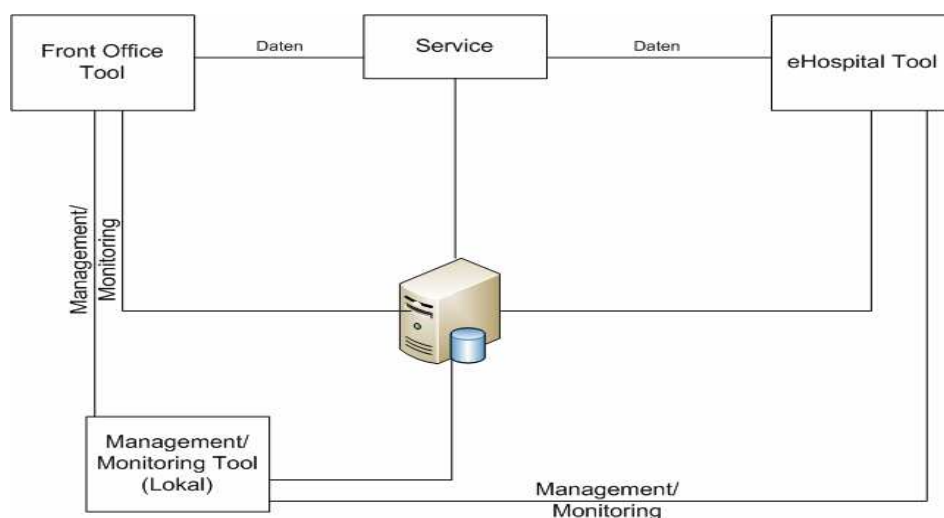 Front Office
Tool
Daten
Service
Daten
eHospital Tool
Management/
Monitoring
Management/
Monitoring Tool
(Lokal)
Management/
Monitoring